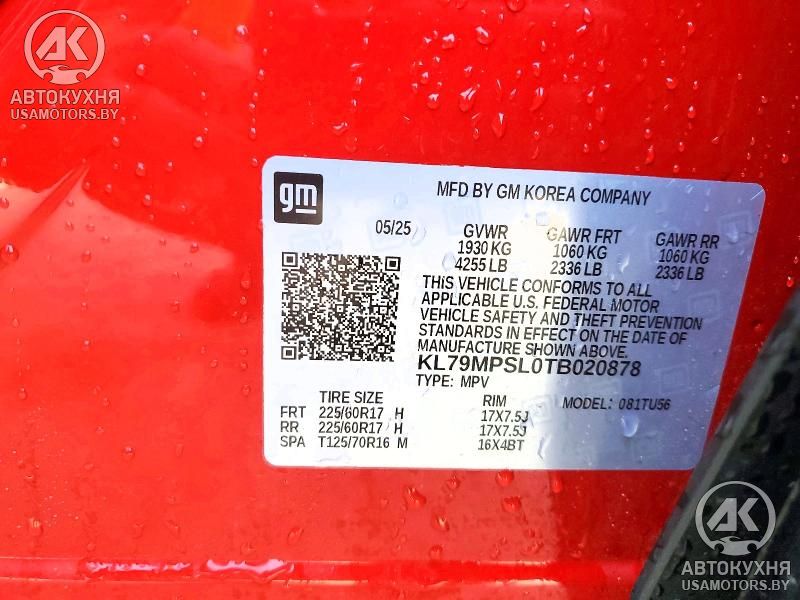 AK
АВТОКУХНЯ
USAMOTORS.BY
gm
MFD BY GM KOREA COMPANY
05/25
GVWR GAWR FRT GAWR RR
1930 KG 1060 KG 1060 KG
4255 LB 2336 LB 2336 LB
THIS VEHICLE CONFORMS TO ALL
APPLICABLE U.S. FEDERAL MOTOR
VEHICLE SAFETY AND THEFT PREVENTION
STANDARDS IN EFFECT ON THE DATE OF
MANUFACTURE SHOWN ABOVE.
KL79MPSL0TB020878
TYPE: MPV MODEL: 081TU56
TIRE SIZE RIM
FRT 225/60R17 H 17X7.5J
RR 225/60R17 H 17X7.5J
SPA T125/70R16 M 16X4BT
AK
АВТОКУХНЯ
USAMOTORS.BY